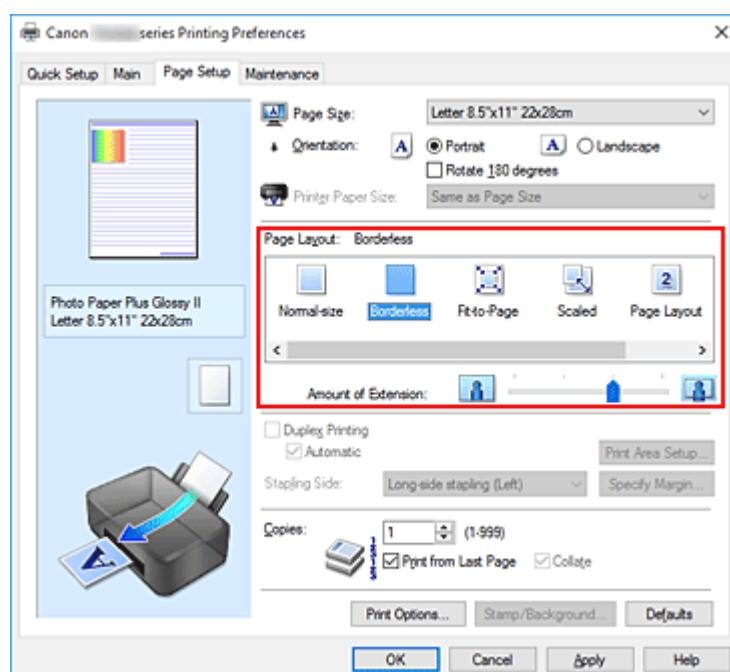 Canon series Printing Preferences
Quick Setup Main Page Setup Maintenance
Page Size: Letter 8.5"x11" 22x28cm
Orientation: A Portrait A Landscape
Rotate 180 degrees
Printer Paper Size: Same as Page Size
Page Layout: Borderless
Normal-size Borderless Fit-to-Page Scaled 2 Page Layout
Photo Paper Plus Glossy II
Letter 8.5"x11" 22x28cm
Amount of Extension:
Duplex Printing
Automatic Print Area Setup...
Stapling Side: Long-side stapling (Left) Specify Margin...
Copies: 1 (1-999)
Print from Last Page Collate
A
Print Options... Stamp/Background... Defaults
OK Cancel Apply Help